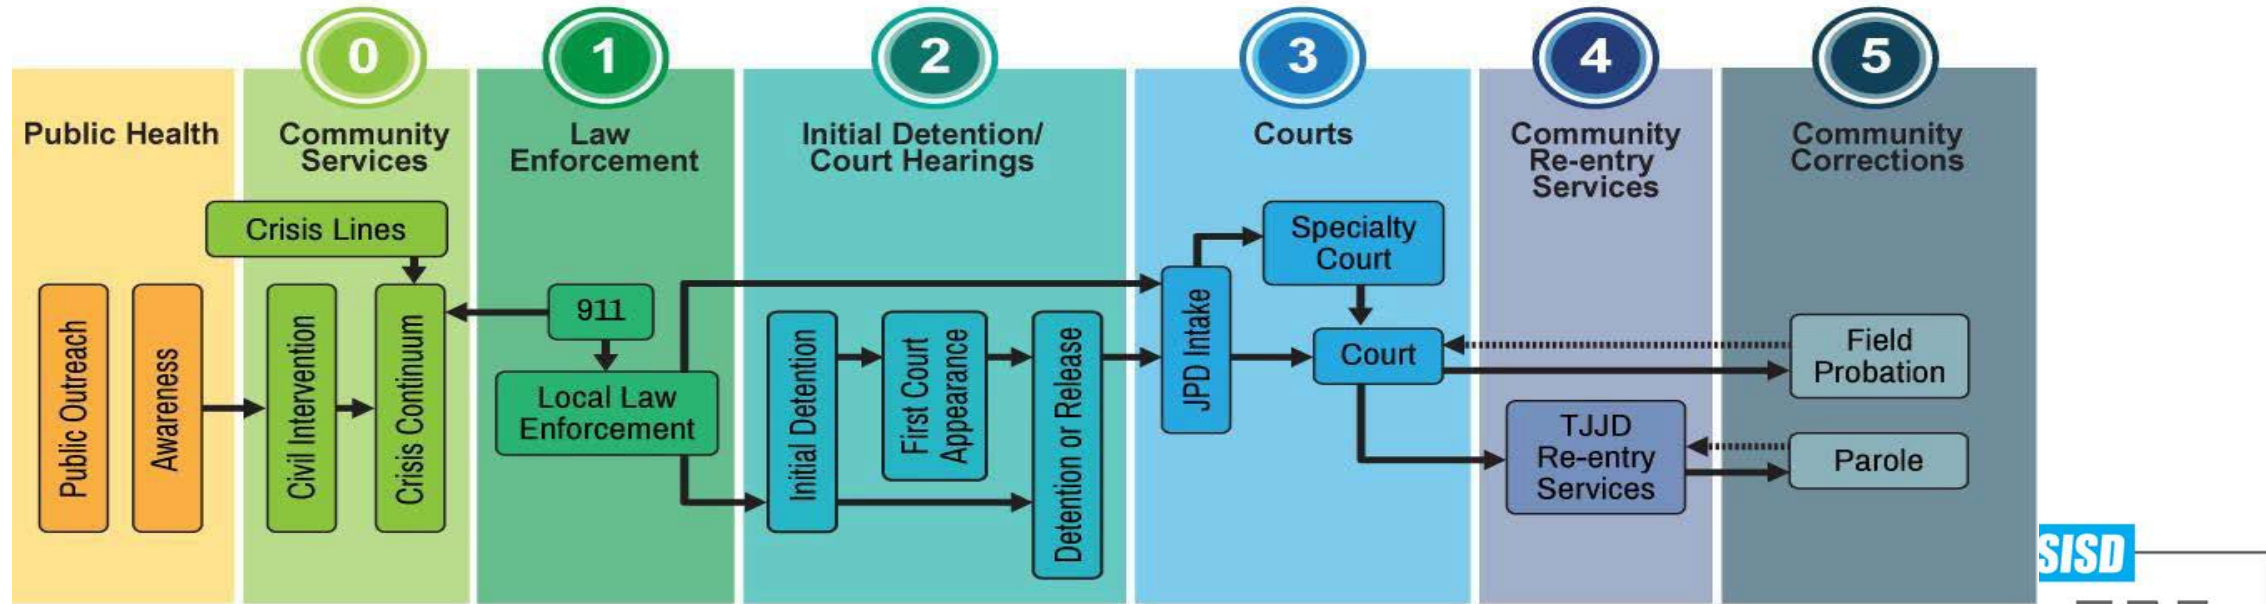 0
1
2
3
4
5
Public Health
Community
Services
Law
Enforcement
Initial Detention/
Court Hearings
Courts
Community
Re-entry
Services
Community
Corrections
Crisis Lines
Public Outreach
Awareness
Civil Intervention
Crisis Continuum
911
Local Law
Enforcement
Initial Detention
First Court
Appearance
Detention or Release
JPD Intake
Specialty
Court
Court
TJJD
Re-entry
Services
Field
Probation
Parole
SISD